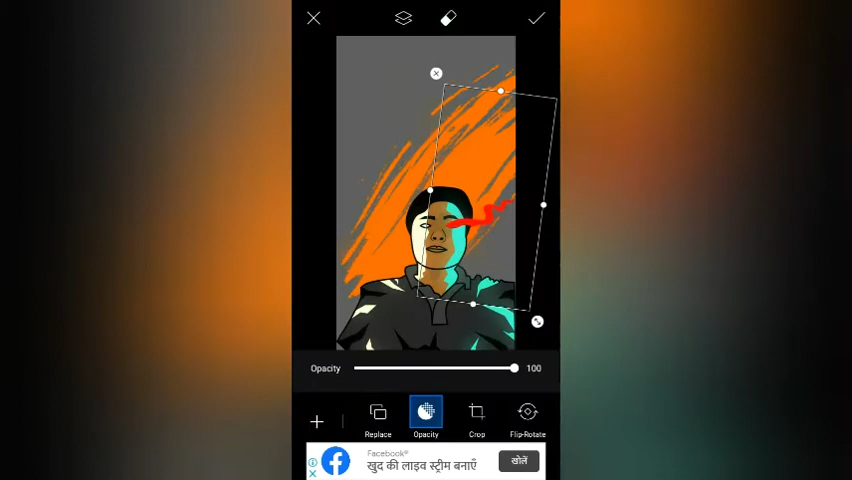 Opacity 100
Replace Opacity Crop Flip-Rotate
Facebook®
खुद की लाइव स्ट्रीम बनाएँ
खोलें